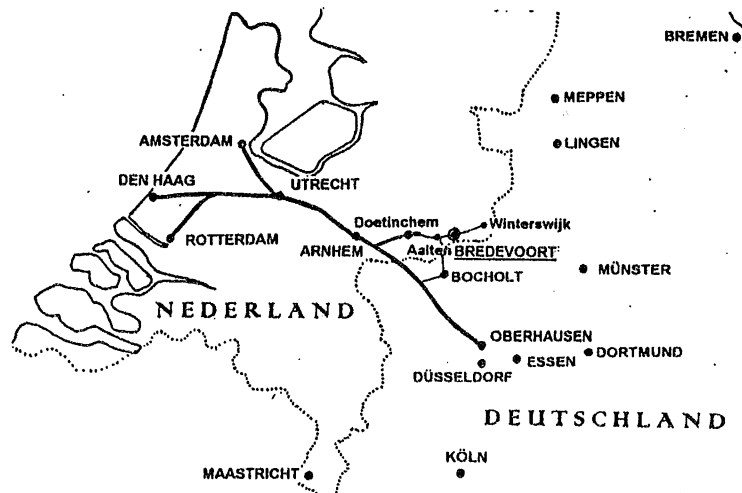 BREMEN
MEPPEN
AMSTERDAM
LINGEN
DEN HAAG
UTRECHT
Doetinchem
Winterswijk
ROTTERDAM
ARNHEM
Aalten
BREDEVOORT
BOCHOLT
MÜNSTER
NEDERLAND
OBERHAUSEN
DÜSSELDORF
ESSEN
DORTMUND
DEUTSCHLAND
KÖLN
MAASTRICHT